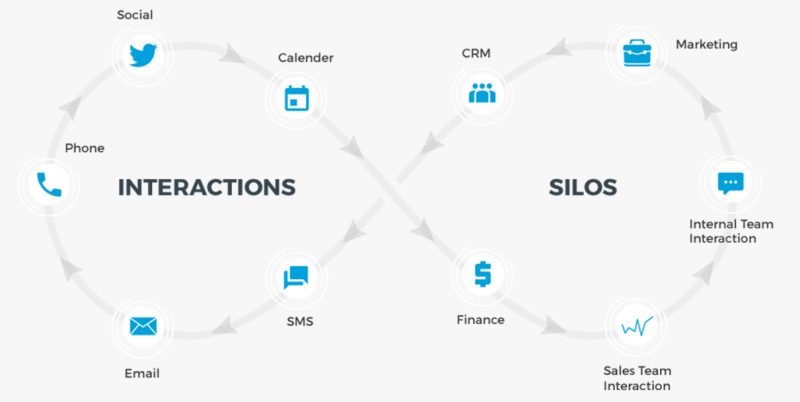 Social
Calender
Phone
INTERACTIONS
SMS
Email
CRM
Marketing
SILOS
Internal Team
Interaction
Finance
Sales Team
Interaction